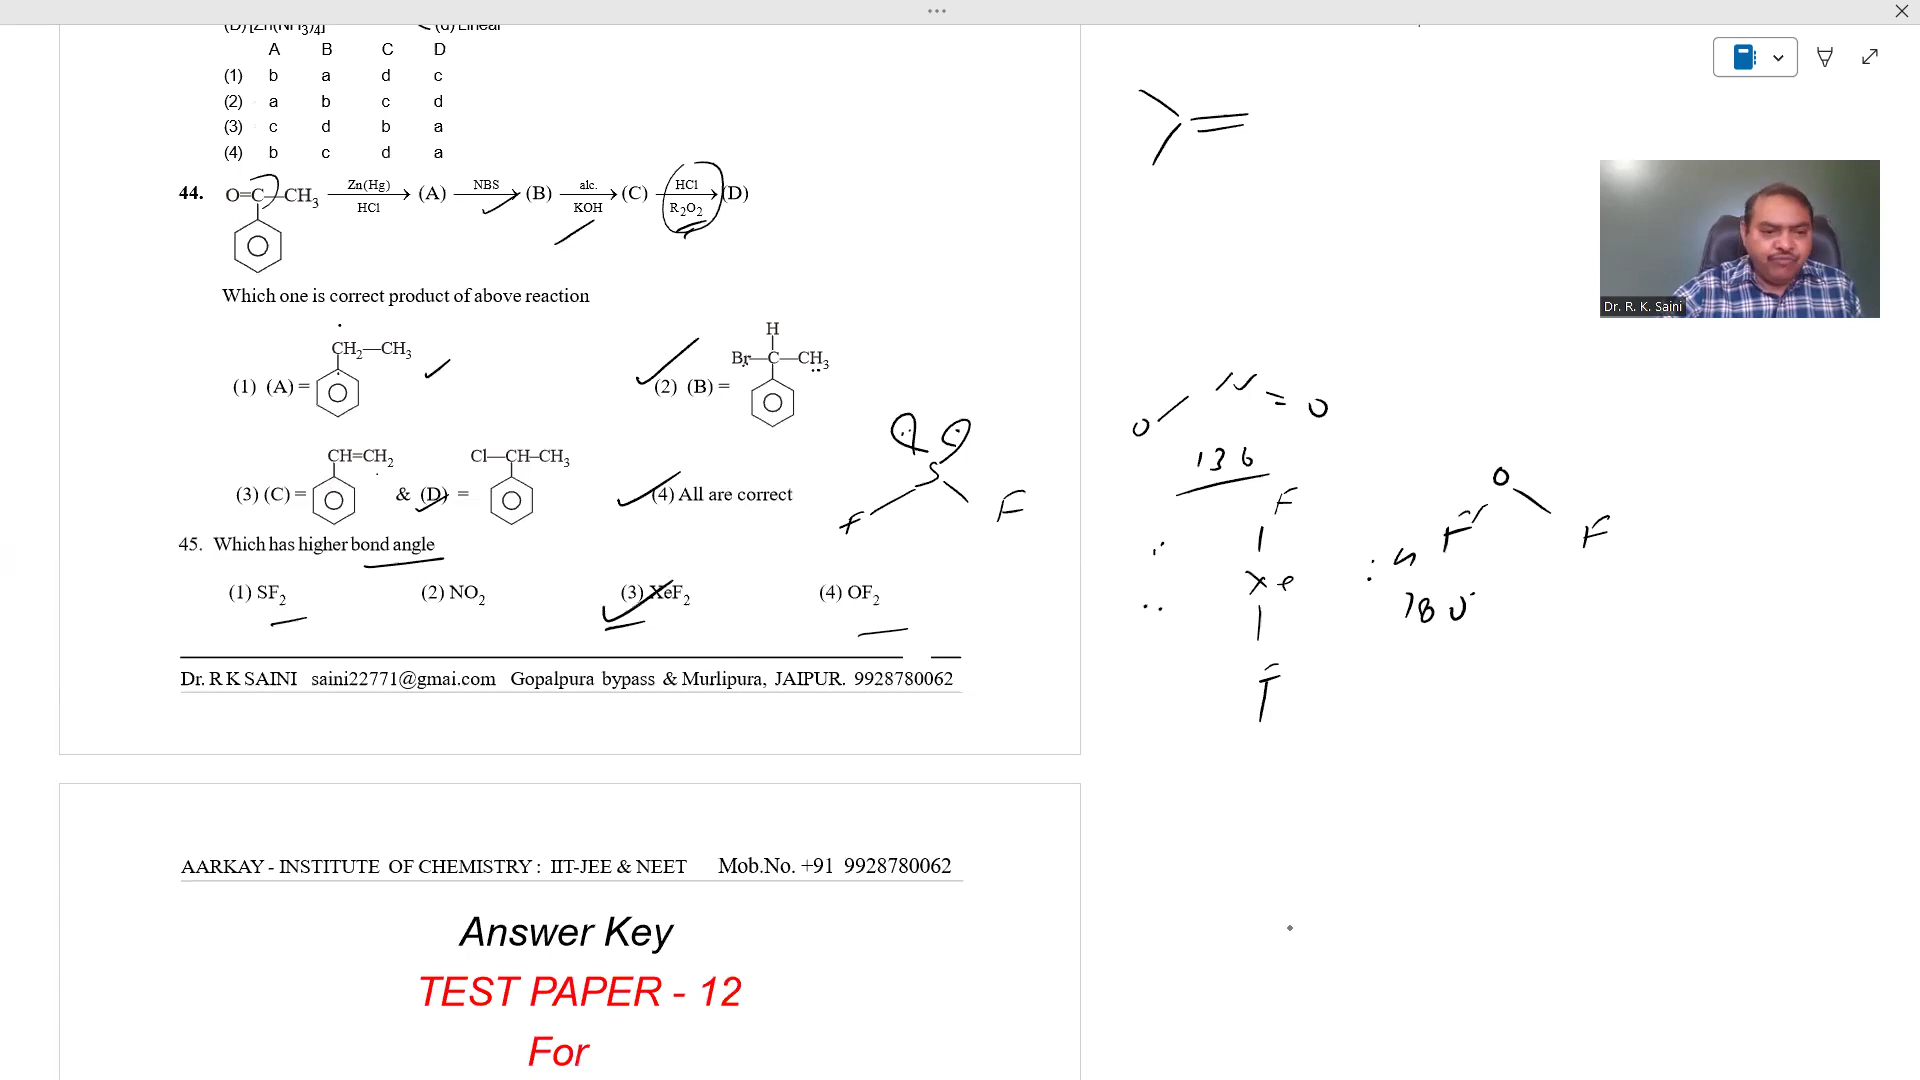 (D) [Zn(NH3)4] (d) Linear
A B C D
(1) b a d c
(2) a b c d
(3) c d b a
(4) b c d a
44. O=C—CH3 Zn(Hg) HCl (A) NBS (B) alc. KOH (C) HCl R2O2 (D)
Which one is correct product of above reaction
CH2—CH3
(1) (A) =
H
Br—C—CH3
(2) (B) =
CH=CH2
(3) (C) =
Cl—CH–CH3
& (D) =
(4) All are correct
45. Which has higher bond angle
(1) SF2 (2) NO2 (3) XeF2 (4) OF2
Dr. R K SAINI saini22771@gmai.com Gopalpura bypass & Murlipura, JAIPUR. 9928780062
AARKAY - INSTITUTE OF CHEMISTRY : IIT-JEE & NEET Mob.No. +91 9928780062
Answer Key
TEST PAPER - 12
For
S
F F
O N = O
136
F
Xe
F
O
F F
180
Dr. R. K. Saini